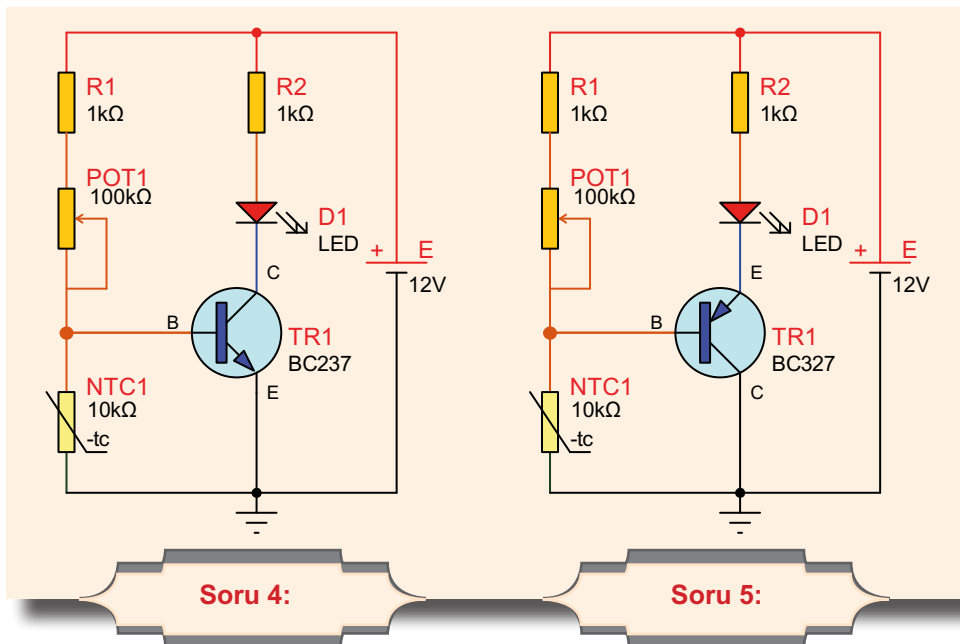 R1
1kΩ
POT1
100kΩ
NTC1
10kΩ
-tc
R2
1kΩ
D1
LED
C
B
E
TR1
BC237
+
E
12V
Soru 4:
R1
1kΩ
POT1
100kΩ
NTC1
10kΩ
-tc
R2
1kΩ
D1
LED
E
B
C
TR1
BC327
+
E
12V
Soru 5: